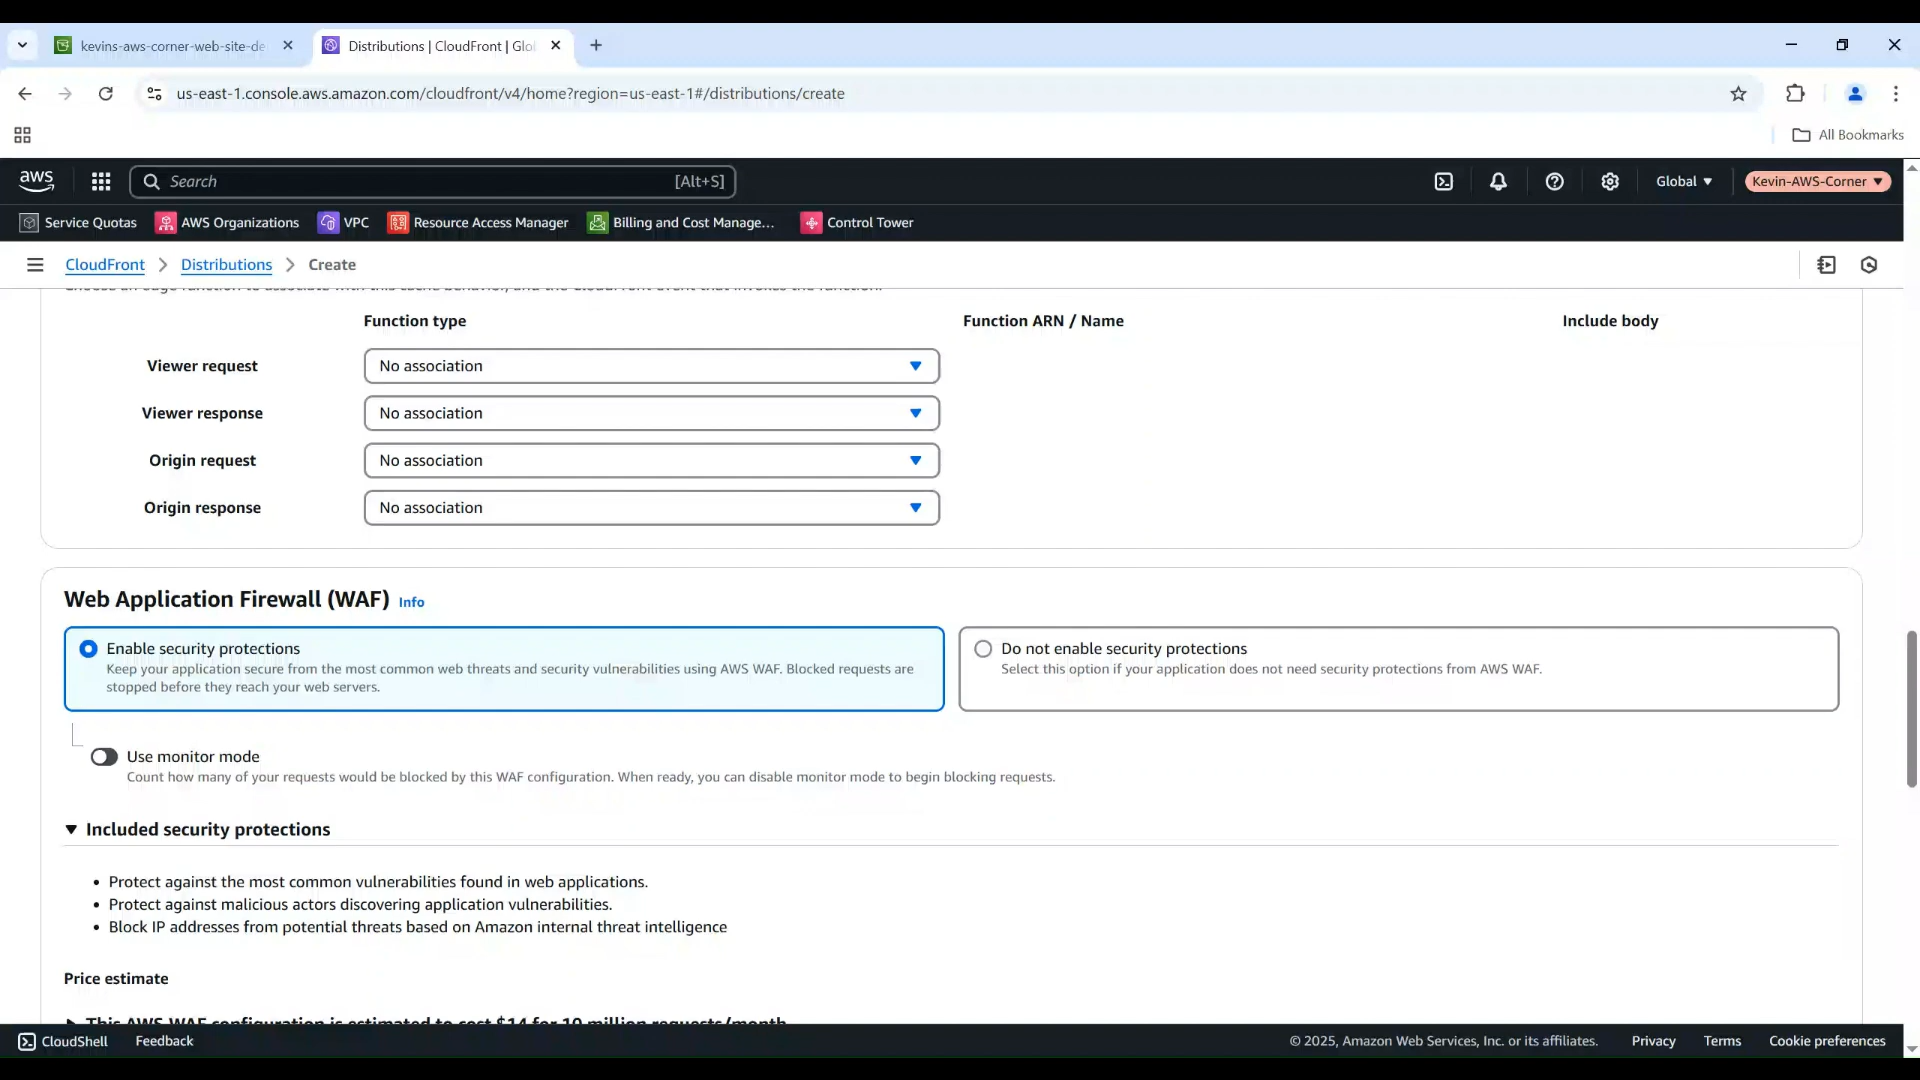 kevins-aws-corner-web-site-de
Distributions | CloudFront | Glo
us-east-1.console.aws.amazon.com/cloudfront/v4/home?region=us-east-1#/distributions/create
All Bookmarks
aws
Search
[Alt+S]
Global
Kevin-AWS-Corner
Service Quotas
AWS Organizations
VPC
Resource Access Manager
Billing and Cost Manage...
Control Tower
CloudFront
Distributions
Create
Choose an edge function to associate with this cache behavior, and the CloudFront event that invokes the function.
Function type
Function ARN / Name
Include body
Viewer request
No association
Viewer response
No association
Origin request
No association
Origin response
No association
Web Application Firewall (WAF) Info
Enable security protections
Keep your application secure from the most common web threats and security vulnerabilities using AWS WAF. Blocked requests are
stopped before they reach your web servers.
Do not enable security protections
Select this option if your application does not need security protections from AWS WAF.
Use monitor mode
Count how many of your requests would be blocked by this WAF configuration. When ready, you can disable monitor mode to begin blocking requests.
Included security protections
• Protect against the most common vulnerabilities found in web applications.
• Protect against malicious actors discovering application vulnerabilities.
• Block IP addresses from potential threats based on Amazon internal threat intelligence
Price estimate
This AWS WAF configuration is estimated to cost $14 for 10 million requests/month
CloudShell
Feedback
© 2025, Amazon Web Services, Inc. or its affiliates.
Privacy
Terms
Cookie preferences